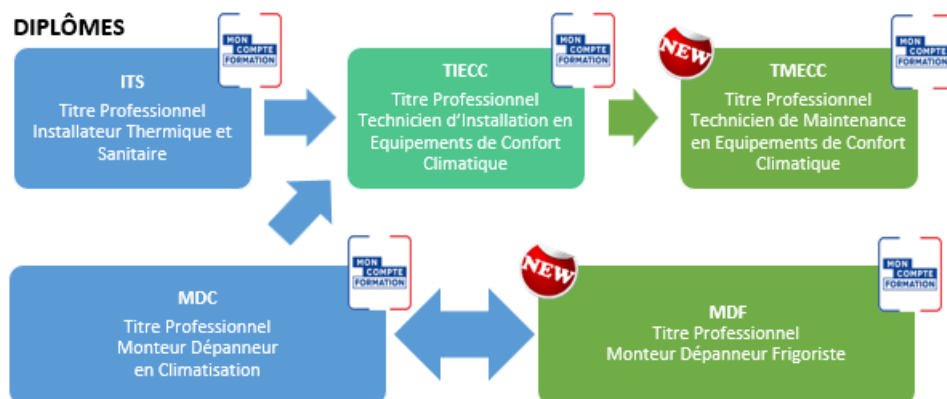 DIPLÔMES
MON
COMPTE
FORMATION
ITS
Titre Professionnel
Installateur Thermique et
Sanitaire
MON
COMPTE
FORMATION
TIECC
Titre Professionnel
Technicien d'Installation en
Equipements de Confort
Climatique
NEW
MON
COMPTE
FORMATION
TMECC
Titre Professionnel
Technicien de Maintenance
en Equipements de Confort
Climatique
MON
COMPTE
FORMATION
MDC
Titre Professionnel
Monteur Dépanneur
en Climatisation
NEW
MON
COMPTE
FORMATION
MDF
Titre Professionnel
Monteur Dépanneur Frigoriste